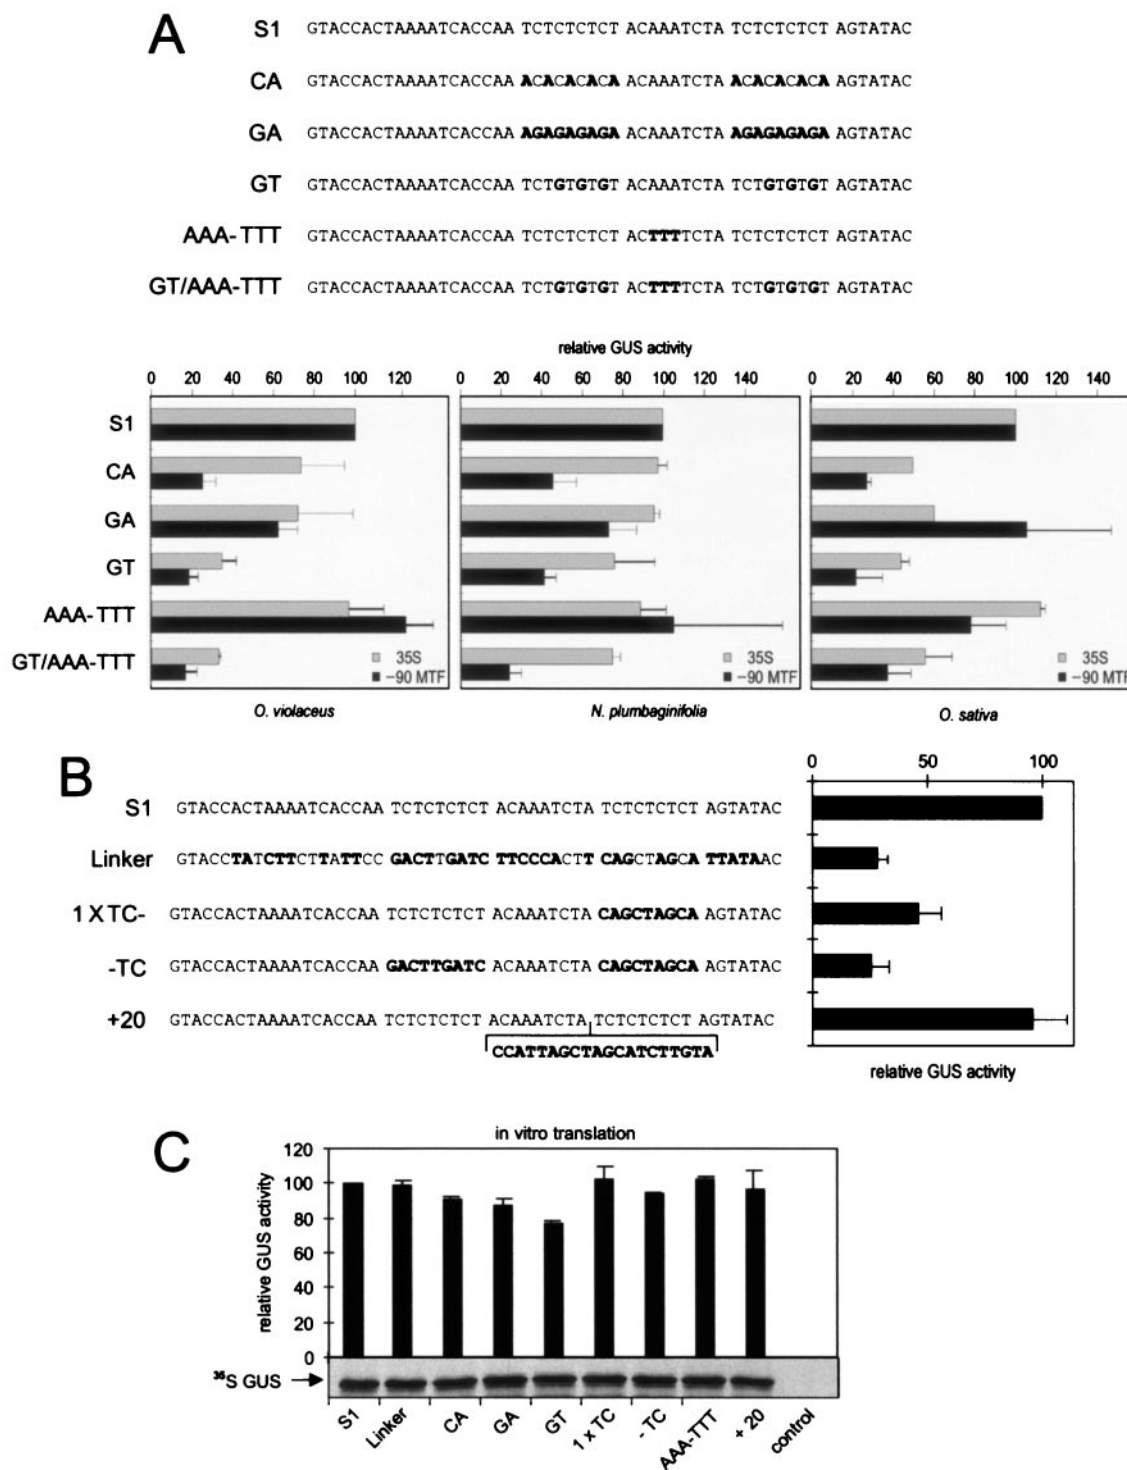 A
S1 GTACCACTAAAATCACCAA TCTCTCTCT ACAAATCTA TCTCTCTCT AGTATAC
CA GTACCACTAAAATCACCAA ACACACACA ACAAATCTA ACACACACA AGTATAC
GA GTACCACTAAAATCACCAA AGAGAGAGA ACAAATCTA AGAGAGAGA AGTATAC
GT GTACCACTAAAATCACCAA TCTGTGTGT ACAAATCTA TCTGTGTGT AGTATAC
AAA-TTT GTACCACTAAAATCACCAA TCTCTCTCT ACTTTTCTA TCTCTCTCT AGTATAC
GT/AAA-TTT GTACCACTAAAATCACCAA TCTGTGTGT ACTTTTCTA TCTGTGTGT AGTATAC
relative GUS activity
0 20 40 60 80 100 120 0 20 40 60 80 100 120 140 0 20 40 60 80 100 120 140
S1
CA
GA
GT
AAA-TTT
GT/AAA-TTT
35S 35S 35S
−90 MTF −90 MTF −90 MTF
O. violaceus N. plumbaginifolia O. sativa
B
0 50 100
S1 GTACCACTAAAATCACCAA TCTCTCTCT ACAAATCTA TCTCTCTCT AGTATAC
Linker GTACCTATCTTCTTATTCC GACTTGATC TTCCCACTT CAGCTAGCA TTATAAC
1 X TC- GTACCACTAAAATCACCAA TCTCTCTCT ACAAATCTA CAGCTAGCA AGTATAC
-TC GTACCACTAAAATCACCAA GACTTGATC ACAAATCTA CAGCTAGCA AGTATAC
+20 GTACCACTAAAATCACCAA TCTCTCTCT ACAAATCTA TCTCTCTCT AGTATAC
CCATTAGCTAGCATCTTGTA
relative GUS activity
C
in vitro translation
relative GUS activity
120
100
80
60
40
20
0
³⁵S GUS
S1 Linker CA GA GT 1 x TC - TC AAA-TTT + 20 control